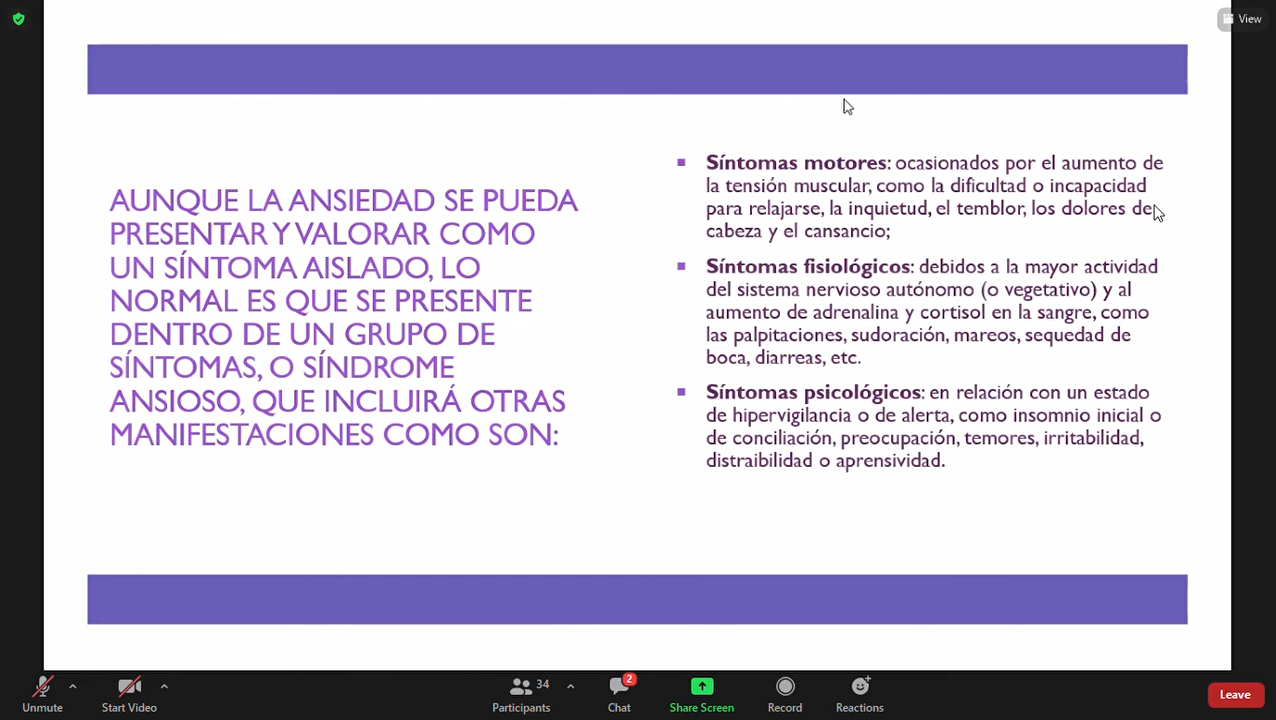 View
AUNQUE LA ANSIEDAD SE PUEDA
PRESENTAR Y VALORAR COMO
UN SÍNTOMA AISLADO, LO
NORMAL ES QUE SE PRESENTE
DENTRO DE UN GRUPO DE
SÍNTOMAS, O SÍNDROME
ANSIOSO, QUE INCLUIRÁ OTRAS
MANIFESTACIONES COMO SON:
Síntomas motores: ocasionados por el aumento de
la tensión muscular, como la dificultad o incapacidad
para relajarse, la inquietud, el temblor, los dolores de
cabeza y el cansancio;
Síntomas fisiológicos: debidos a la mayor actividad
del sistema nervioso autónomo (o vegetativo) y al
aumento de adrenalina y cortisol en la sangre, como
las palpitaciones, sudoración, mareos, sequedad de
boca, diarreas, etc.
Síntomas psicológicos: en relación con un estado
de hipervigilancia o de alerta, como insomnio inicial o
de conciliación, preocupación, temores, irritabilidad,
distraibilidad o aprensividad.
Unmute
Start Video
34
Participants
2
Chat
Share Screen
Record
Reactions
Leave